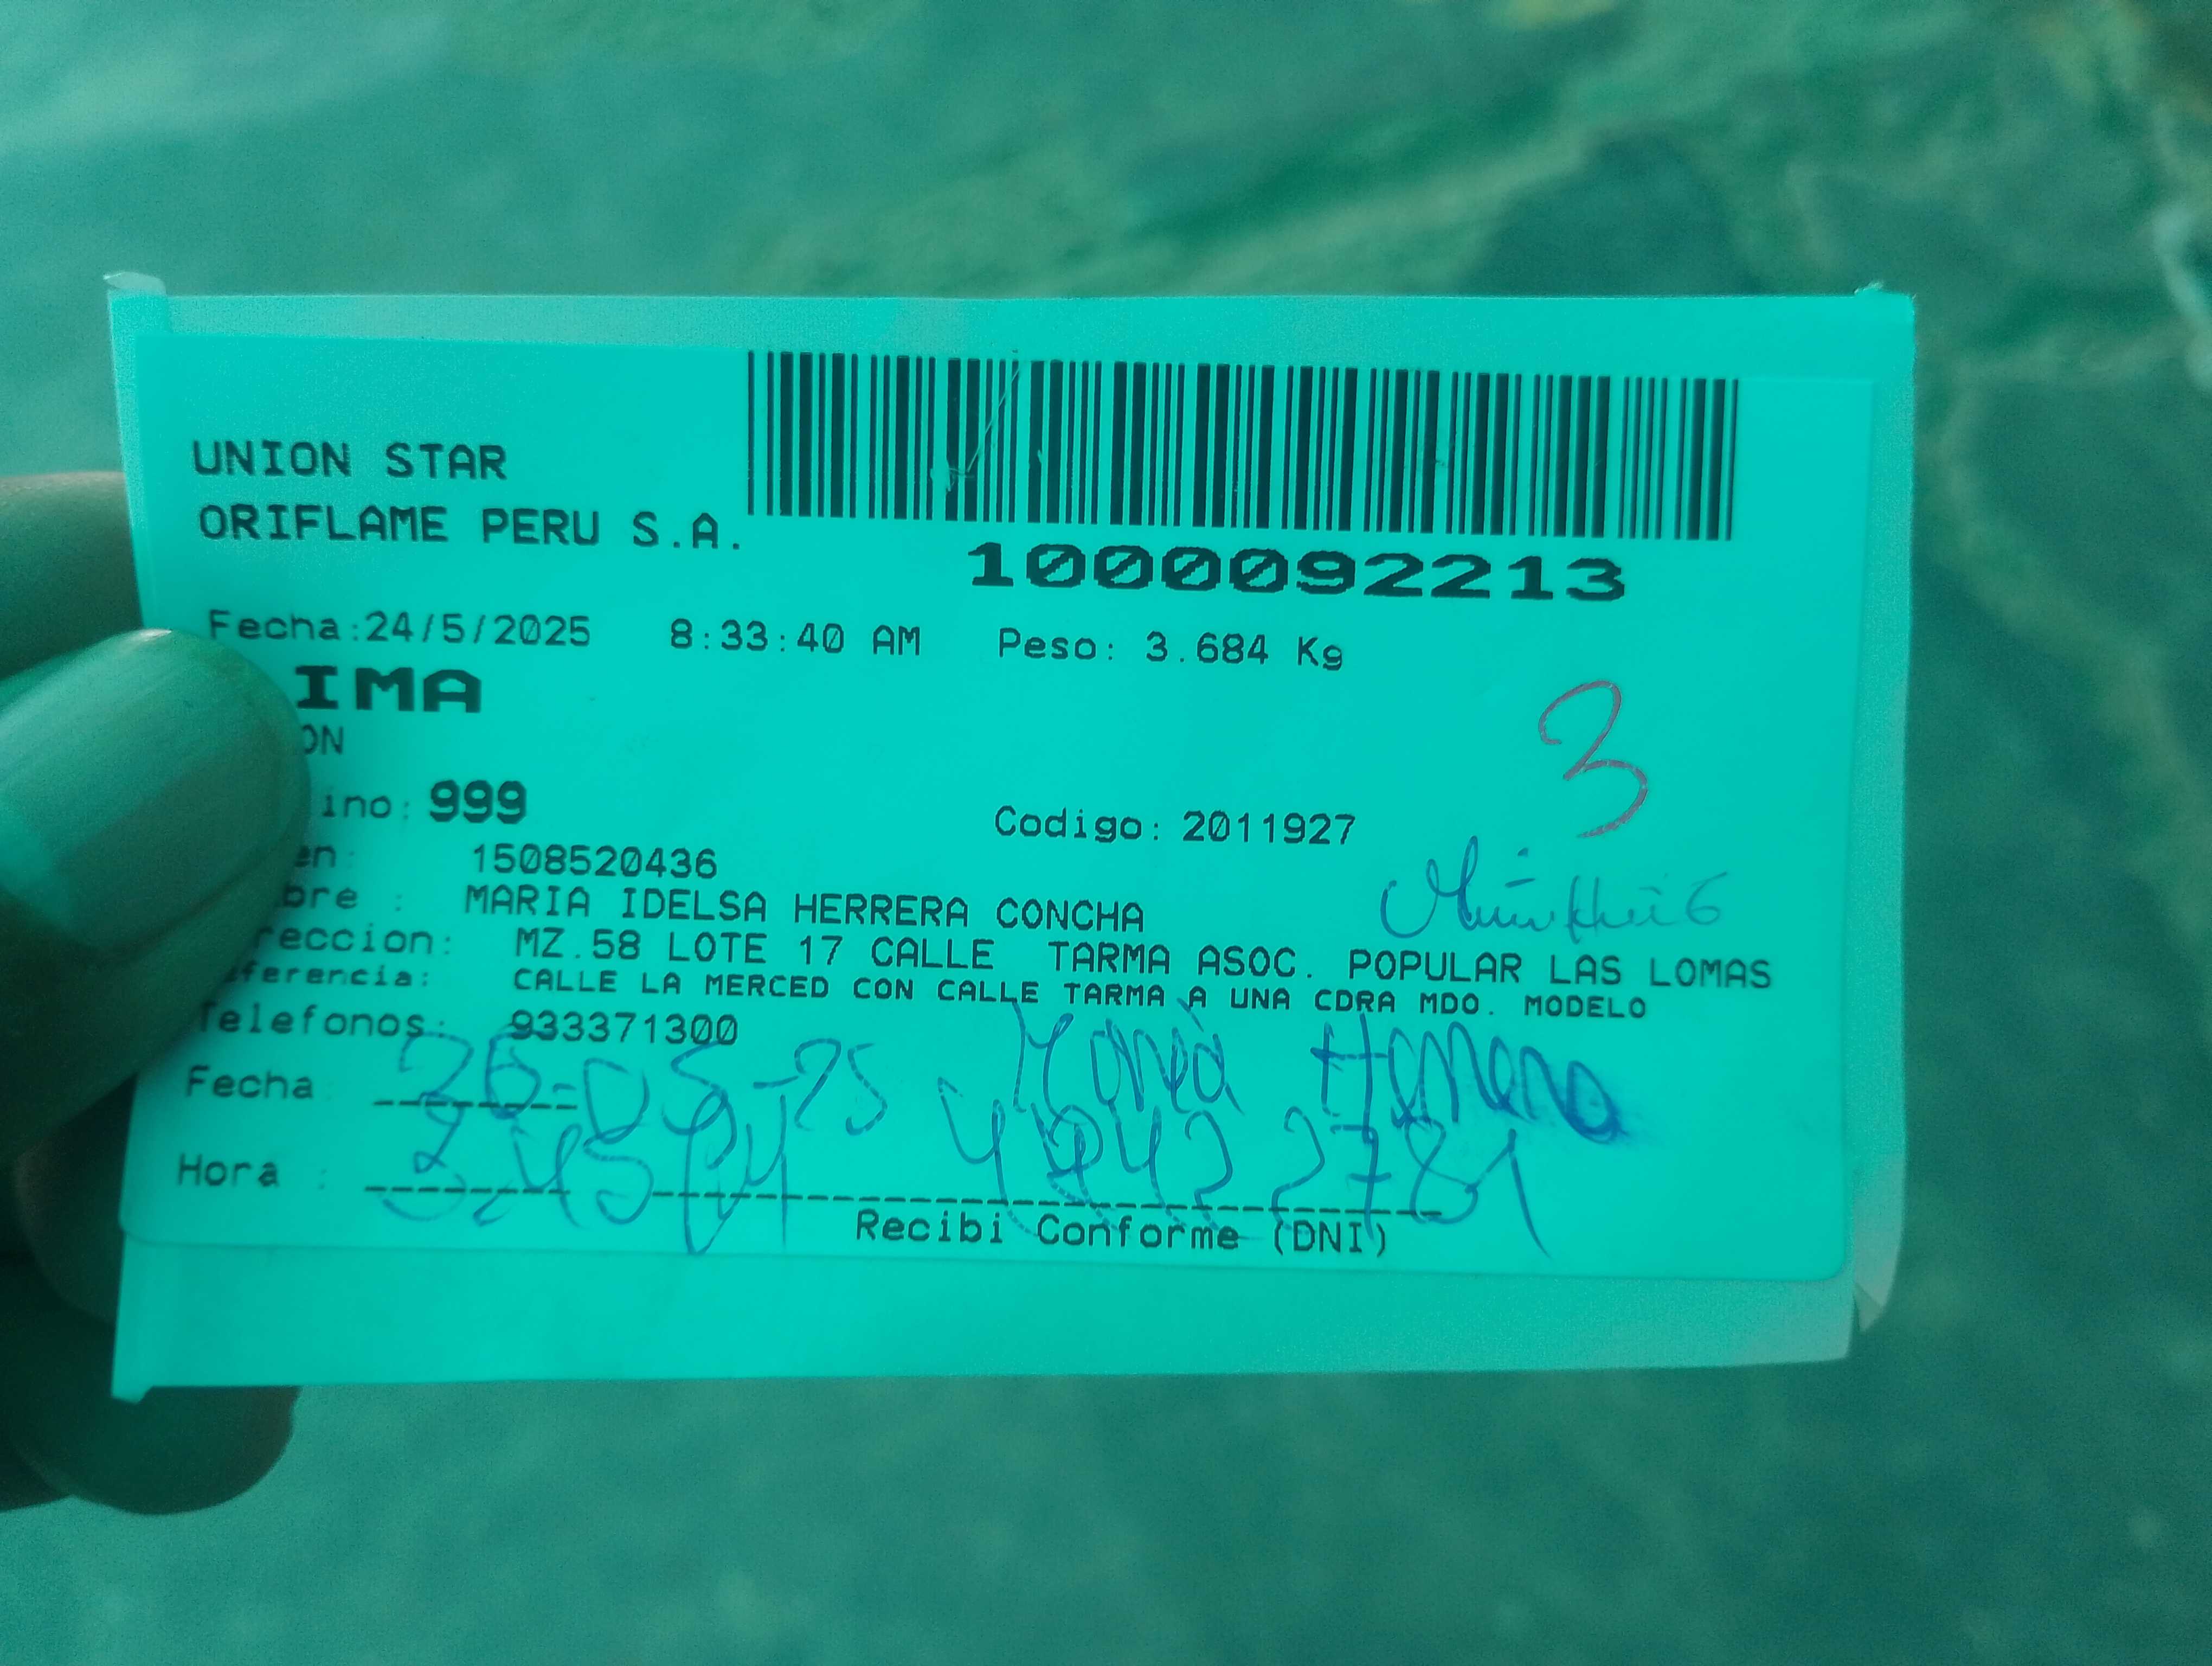 UNION STAR
ORIFLAME PERU S.A.
1000092213
Fecha:24/5/2025 8:33:40 AM Peso: 3.684 Kg
IMA
ON
ino: 999 Codigo: 2011927
3
en: 1508520436
bre : MARIA IDELSA HERRERA CONCHA
reccion: MZ.58 LOTE 17 CALLE TARMA ASOC. POPULAR LAS LOMAS
ferencia: CALLE LA MERCED CON CALLE TARMA A UNA CDRA MDO. MODELO
Telefonos: 933371300
Fecha 26-05-25 Maria Herrera
Hora :
Recibi Conforme (DNI)